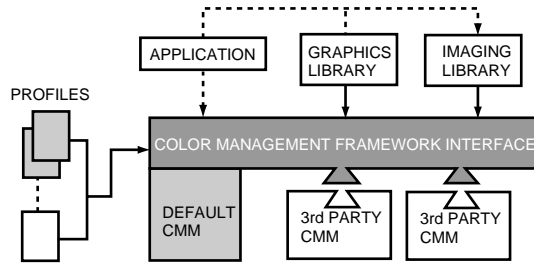 APPLICATION
GRAPHICS
LIBRARY
IMAGING
LIBRARY
PROFILES
COLOR MANAGEMENT FRAMEWORK INTERFACE
DEFAULT
CMM
3rd PARTY
CMM
3rd PARTY
CMM